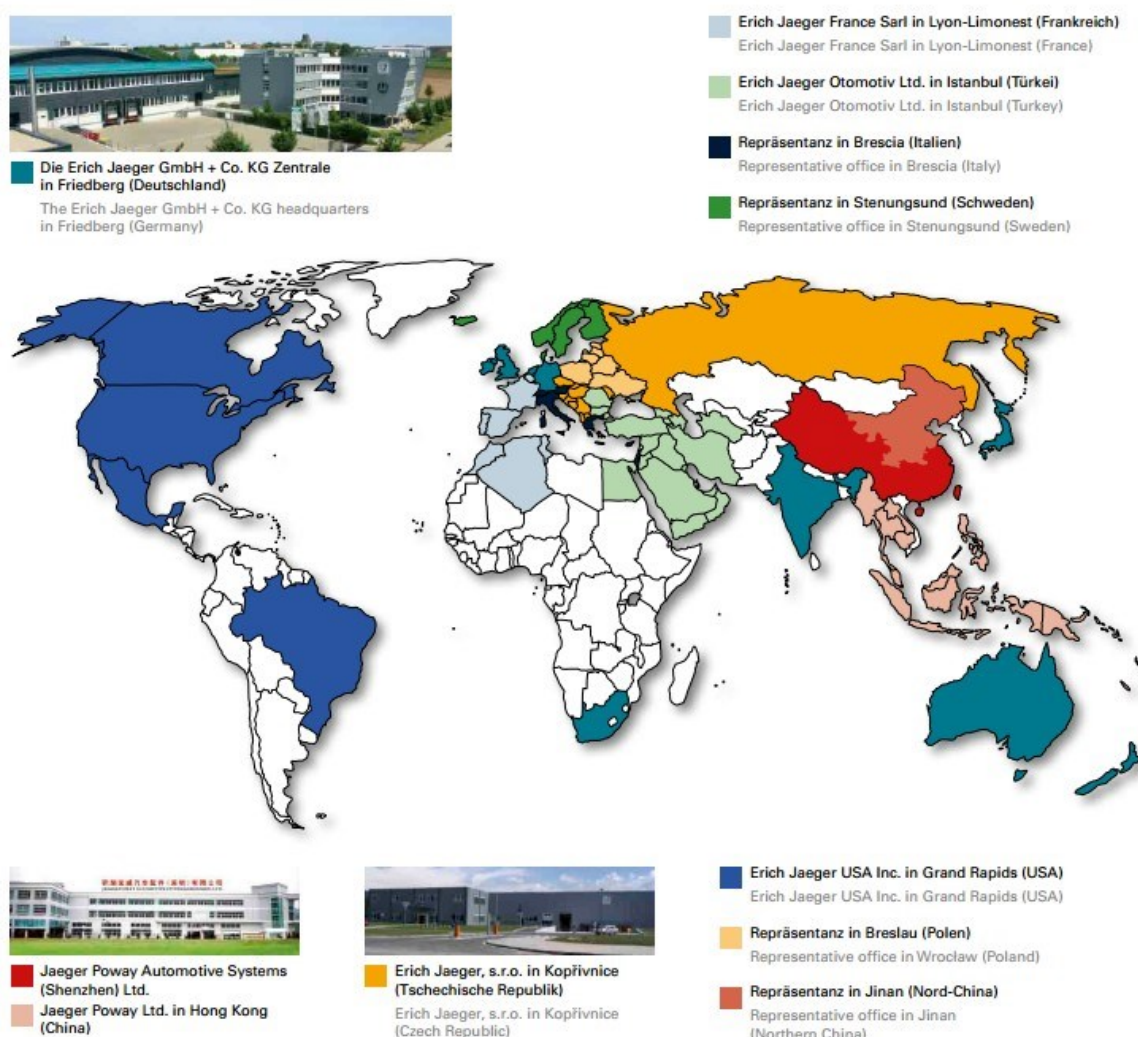 Die Erich Jaeger GmbH + Co. KG Zentrale
in Friedberg (Deutschland)
The Erich Jaeger GmbH + Co. KG headquarters
in Friedberg (Germany)
Erich Jaeger France Sarl in Lyon-Limonest (Frankreich)
Erich Jaeger France Sarl in Lyon-Limonest (France)
Erich Jaeger Otomotiv Ltd. in Istanbul (Türkei)
Erich Jaeger Otomotiv Ltd. in Istanbul (Turkey)
Repräsentanz in Brescia (Italien)
Representative office in Brescia (Italy)
Repräsentanz in Stenungsund (Schweden)
Representative office in Stenungsund (Sweden)
Jaeger Poway Automotive Systems
(Shenzhen) Ltd.
Jaeger Poway Ltd. in Hong Kong
(China)
Erich Jaeger, s.r.o. in Kopřivnice
(Tschechische Republik)
Erich Jaeger, s.r.o. in Kopřivnice
(Czech Republic)
Erich Jaeger USA Inc. in Grand Rapids (USA)
Erich Jaeger USA Inc. in Grand Rapids (USA)
Repräsentanz in Breslau (Polen)
Representative office in Wrocław (Poland)
Repräsentanz in Jinan (Nord-China)
Representative office in Jinan
(Northern China)